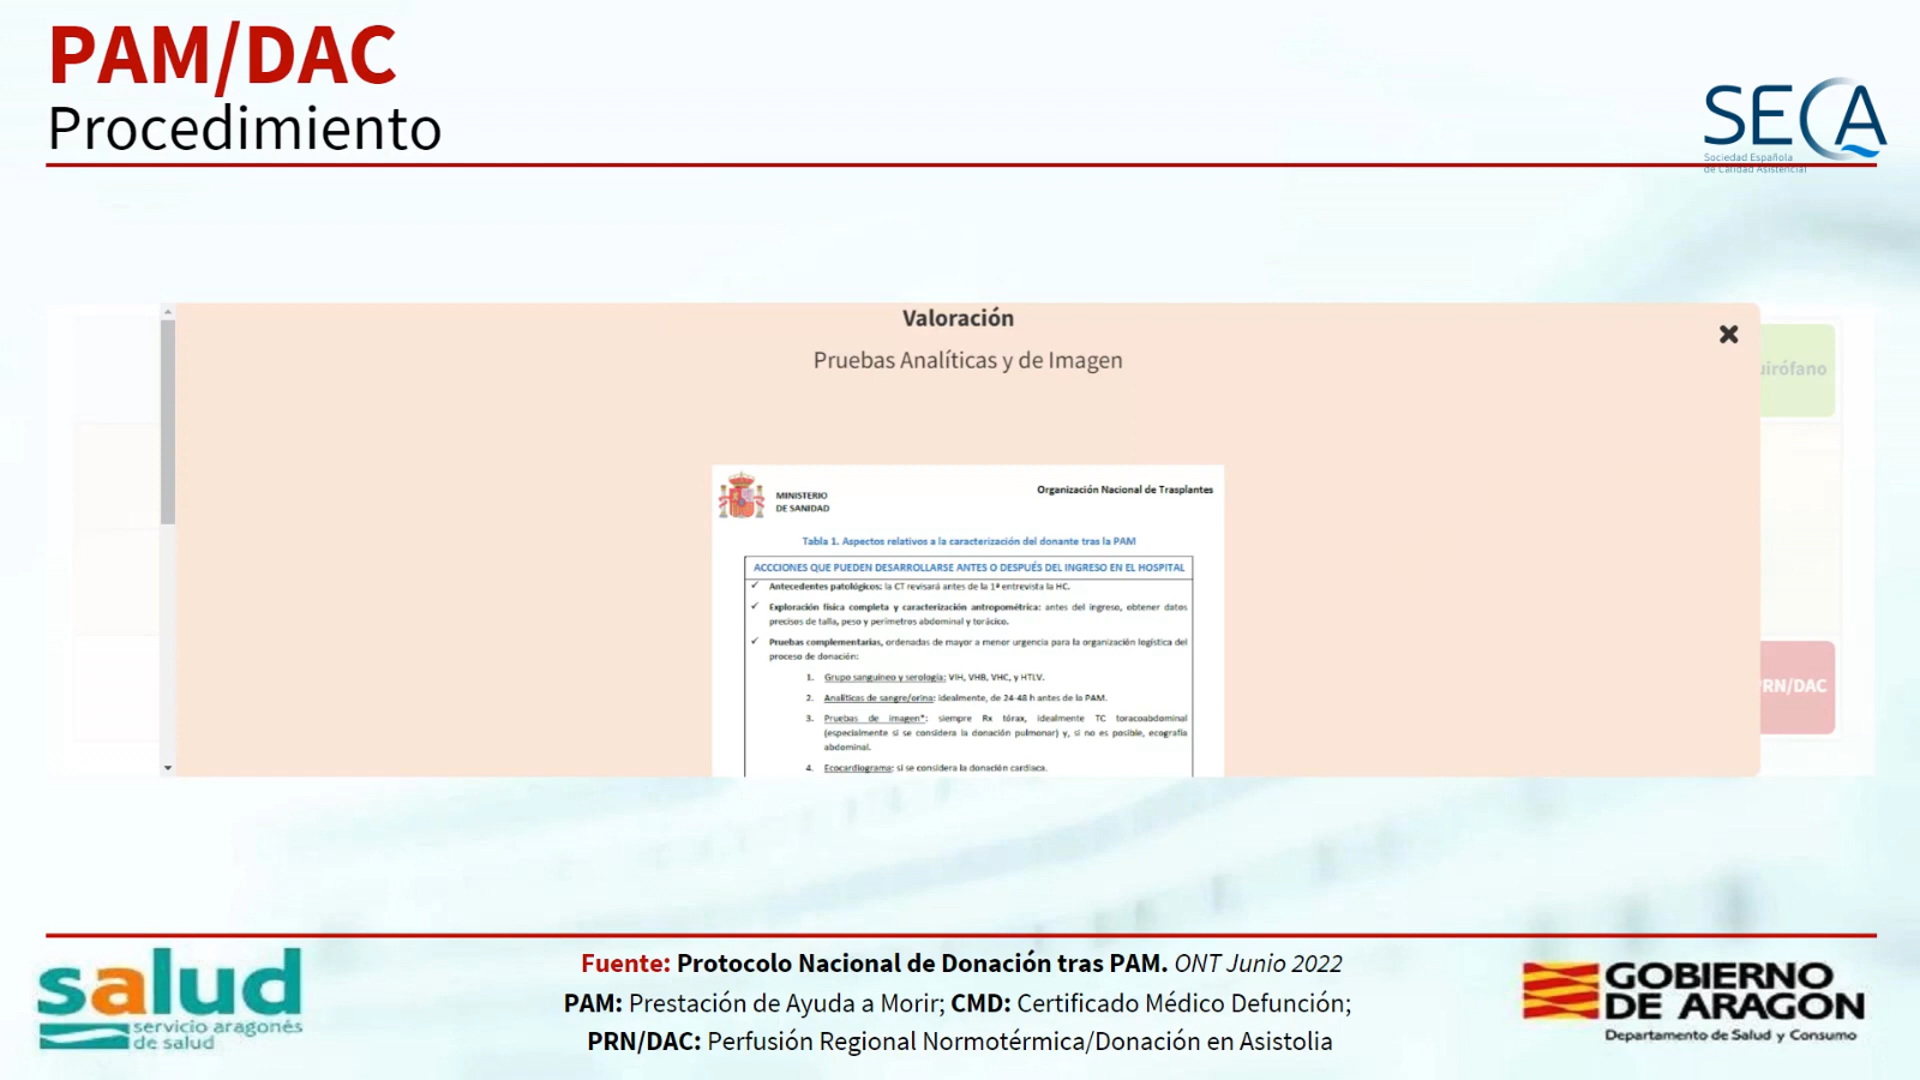 PAM/DAC
Procedimiento
SECA
Sociedad Española
de Calidad Asistencial
Valoración
Pruebas Analíticas y de Imagen
irófano
MINISTERIO
DE SANIDAD
Organización Nacional de Trasplantes
Tabla 1. Aspectos relativos a la caracterización del donante tras la PAM
ACCCIONES QUE PUEDEN DESARROLLARSE ANTES O DESPUÉS DEL INGRESO EN EL HOSPITAL
✓ Antecedentes patológicos: la CT revisará antes de la 1ª entrevista la HC.
✓ Exploración física completa y caracterización antropométrica: antes del ingreso, obtener datos
precisos de talla, peso y perímetros abdominal y torácico.
✓ Pruebas complementarias, ordenadas de mayor a menor urgencia para la organización logística del
proceso de donación:
1. Grupo sanguíneo y serología: VIH, VHB, VHC, y HTLV.
2. Analíticas de sangre/orina: idealmente, de 24-48 h antes de la PAM.
3. Pruebas de imagen*: siempre Rx tórax, idealmente TC toracoabdominal
(especialmente si se considera la donación pulmonar) y, si no es posible, ecografía
abdominal.
4. Ecocardiograma: si se considera la donación cardiaca.
RN/DAC
Fuente: Protocolo Nacional de Donación tras PAM. ONT Junio 2022
PAM: Prestación de Ayuda a Morir; CMD: Certificado Médico Defunción;
PRN/DAC: Perfusión Regional Normotérmica/Donación en Asistolia
salud
servicio aragonés
de salud
GOBIERNO
DE ARAGON
Departamento de Salud y Consumo